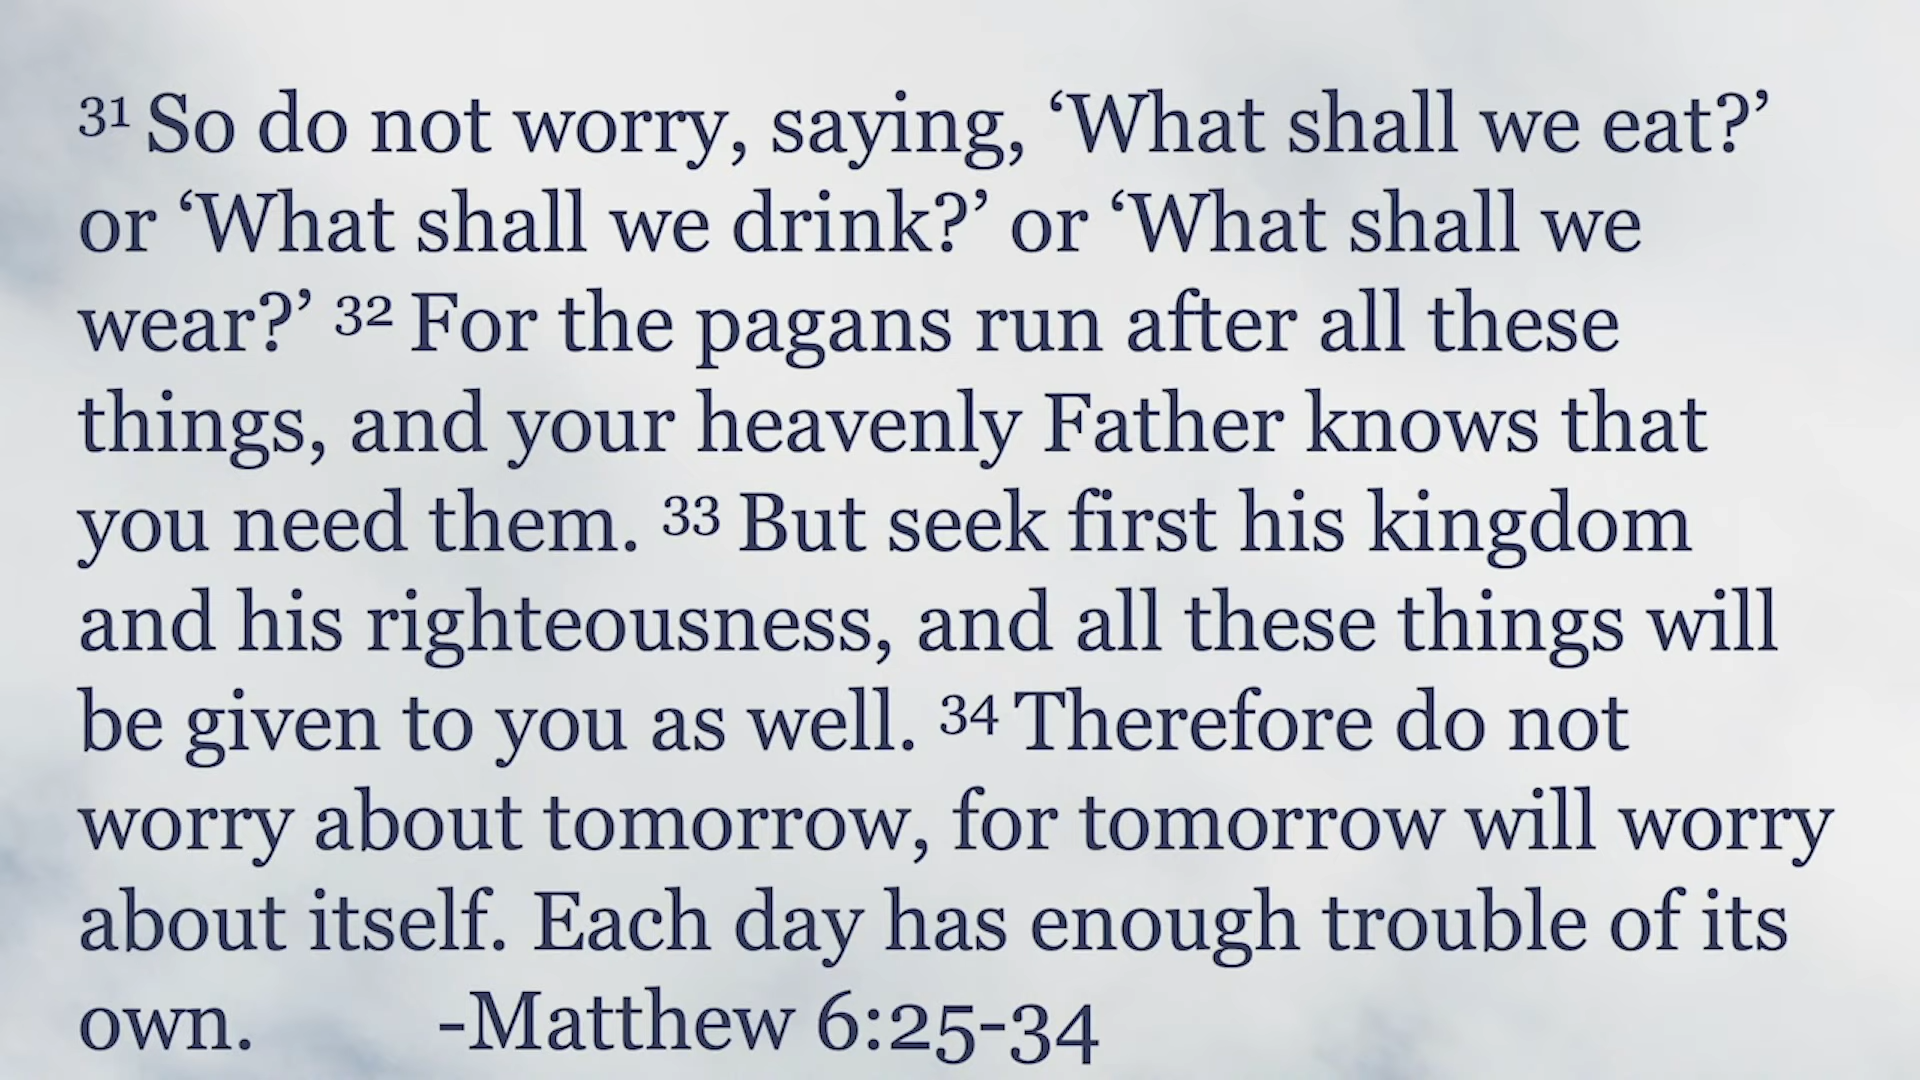 31 So do not worry, saying, ‘What shall we eat?’
or ‘What shall we drink?’ or ‘What shall we
wear?’ 32 For the pagans run after all these
things, and your heavenly Father knows that
you need them. 33 But seek first his kingdom
and his righteousness, and all these things will
be given to you as well. 34 Therefore do not
worry about tomorrow, for tomorrow will worry
about itself. Each day has enough trouble of its
own. -Matthew 6:25-34